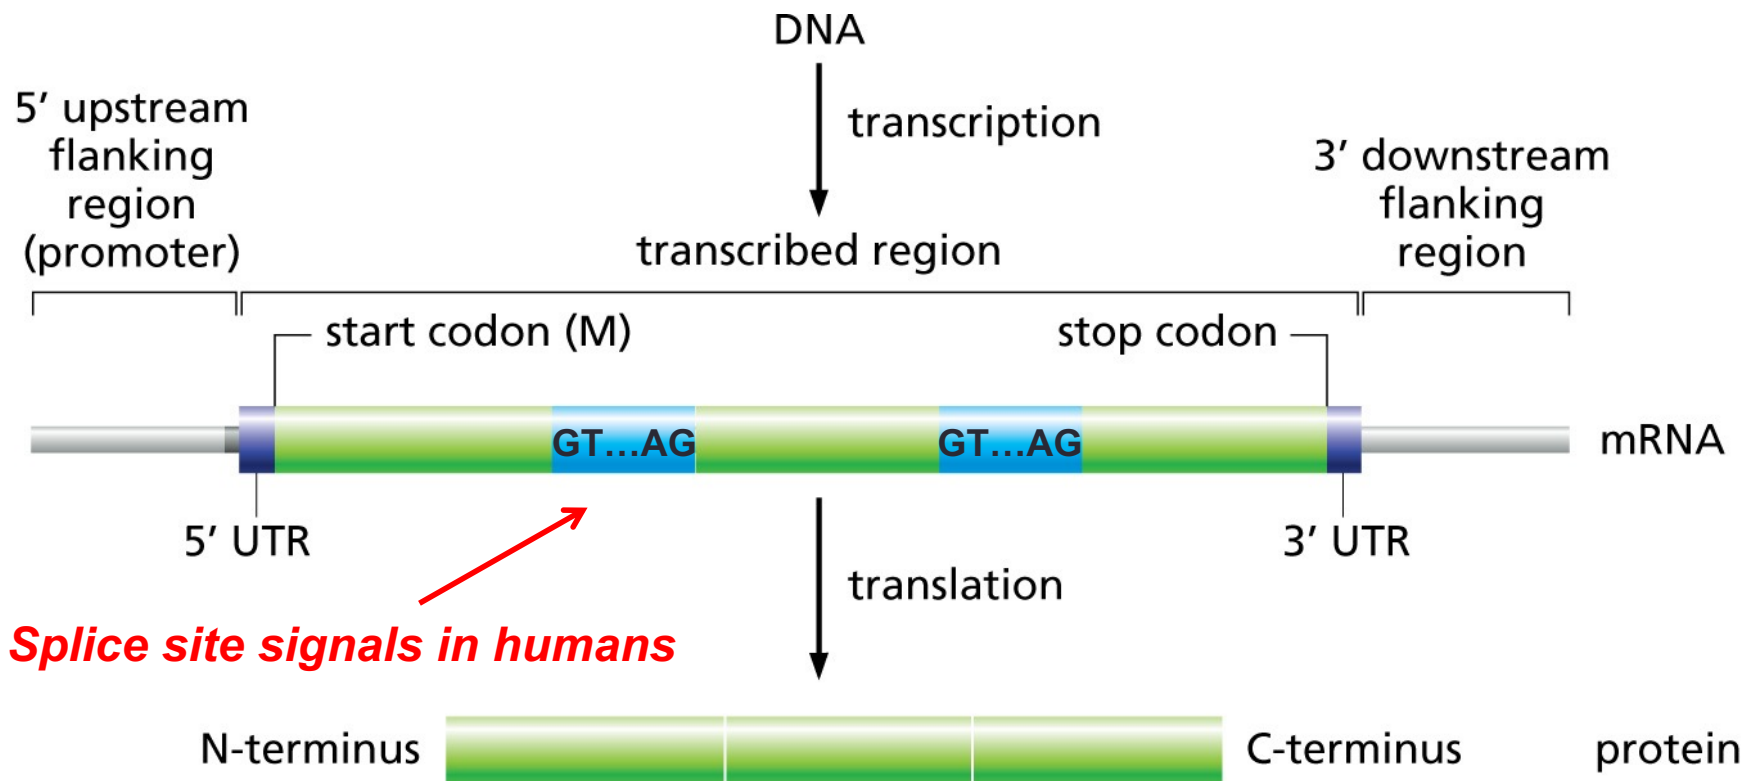 DNA
5’ upstream
flanking
region
(promoter)
transcription
3’ downstream
flanking
region
transcribed region
start codon (M)
stop codon
GT...AG
GT...AG
mRNA
5’ UTR
3’ UTR
translation
Splice site signals in humans
N-terminus
C-terminus
protein